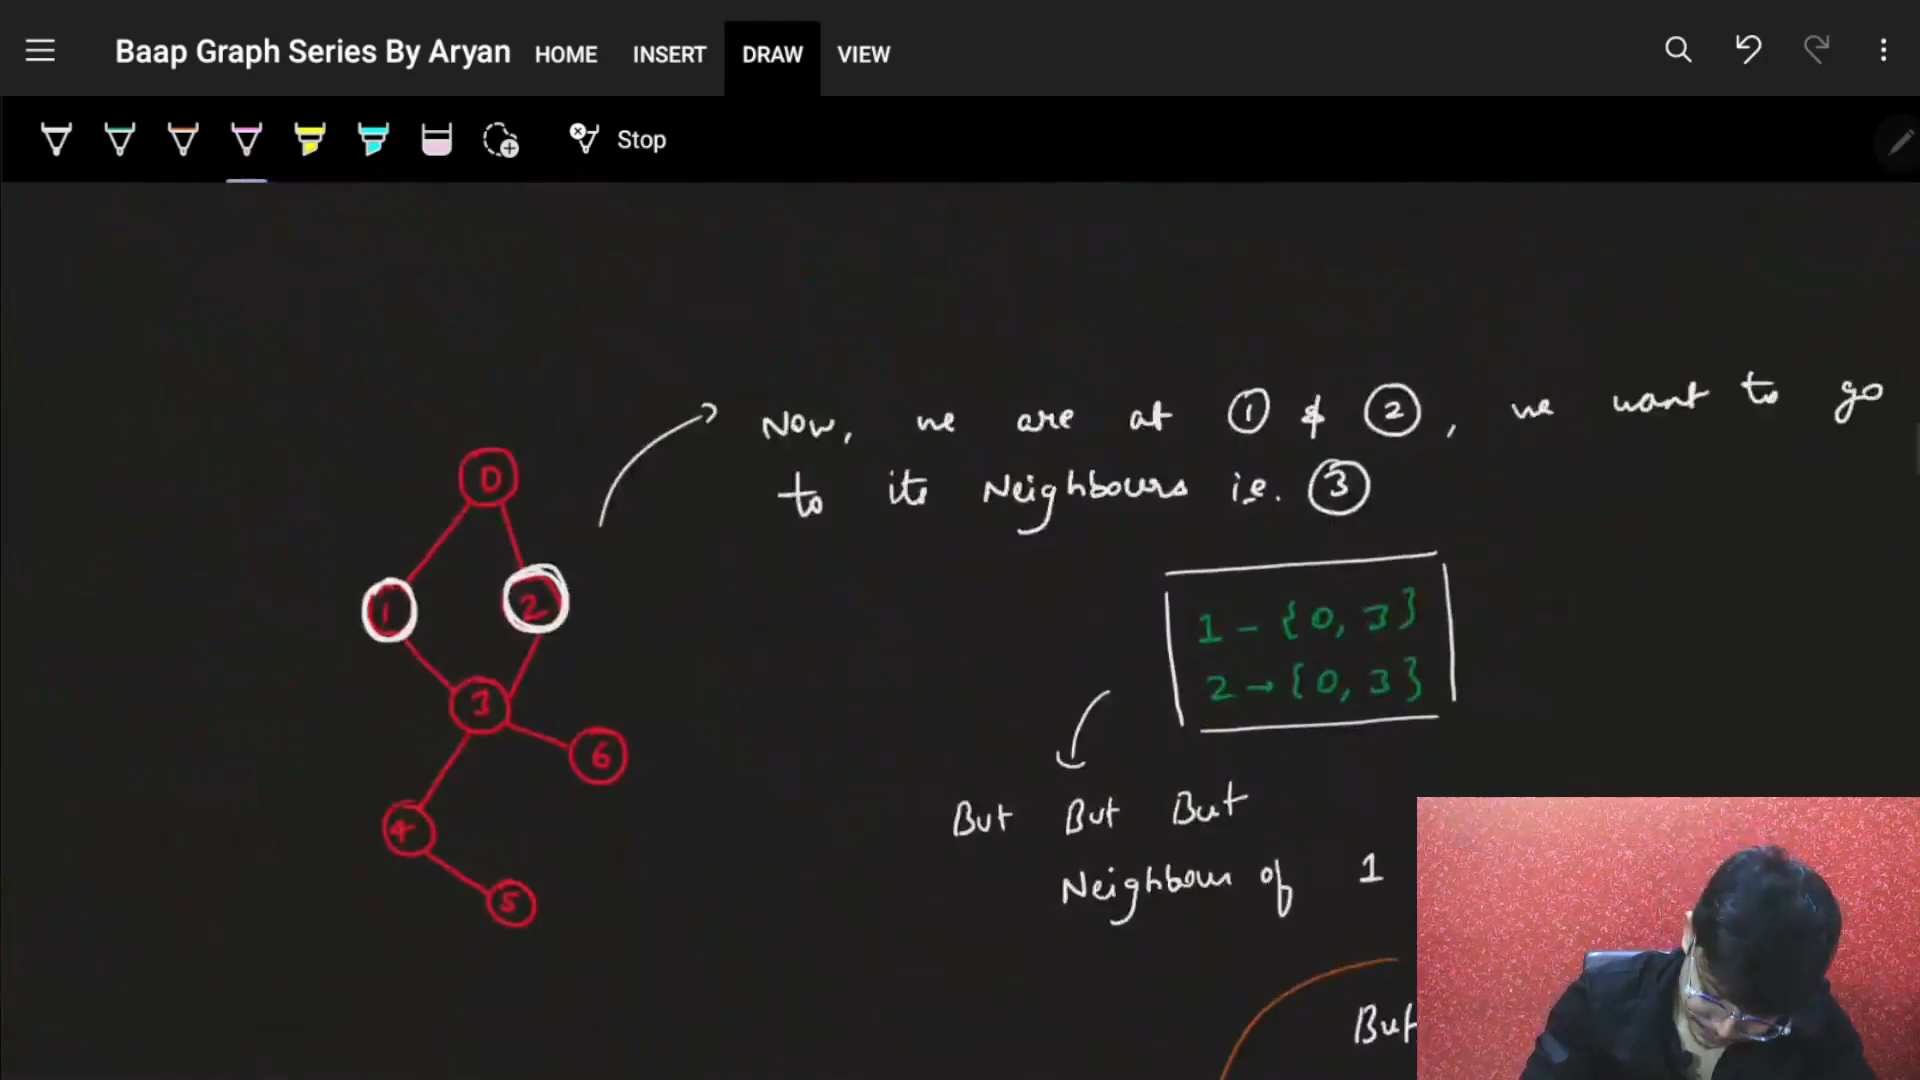 Baap Graph Series By Aryan HOME INSERT DRAW VIEW
Stop
Now, we are at 1 & 2, we want to go
to its Neighbours i.e. 3
0
1 2
3
6
4
5
1 - {0, 3}
2 → {0, 3}
But But But
Neighbour of 1
But